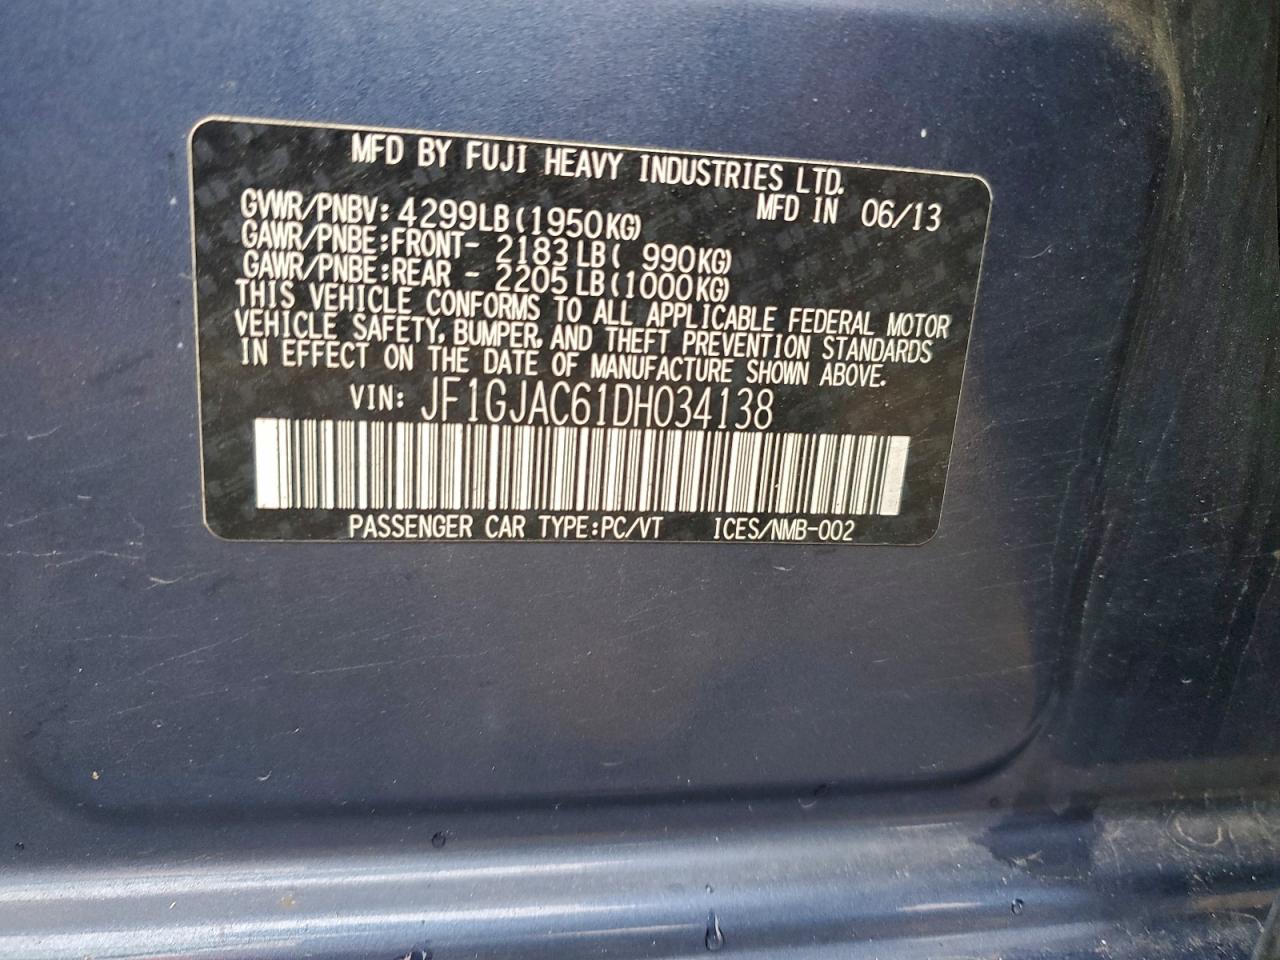 MFD BY FUJI HEAVY INDUSTRIES LTD.
GVWR/PNBV: 4299LB(1950KG) MFD IN 06/13
GAWR/PNBE:FRONT- 2183LB( 990KG)
GAWR/PNBE:REAR - 2205LB(1000KG)
THIS VEHICLE CONFORMS TO ALL APPLICABLE FEDERAL MOTOR
VEHICLE SAFETY, BUMPER, AND THEFT PREVENTION STANDARDS
IN EFFECT ON THE DATE OF MANUFACTURE SHOWN ABOVE.
VIN: JF1GJAC61DH034138
PASSENGER CAR TYPE:PC/VT ICES/NMB-002